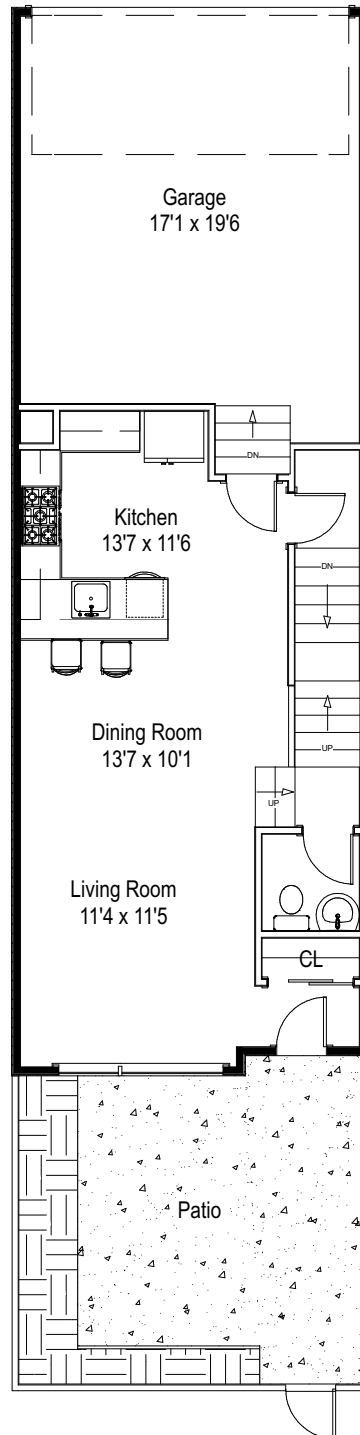 Garage
17'1 x 19'6
DN
Kitchen
13'7 x 11'6
DN
Dining Room
13'7 x 10'1
UP
UP
Living Room
11'4 x 11'5
CL
Patio